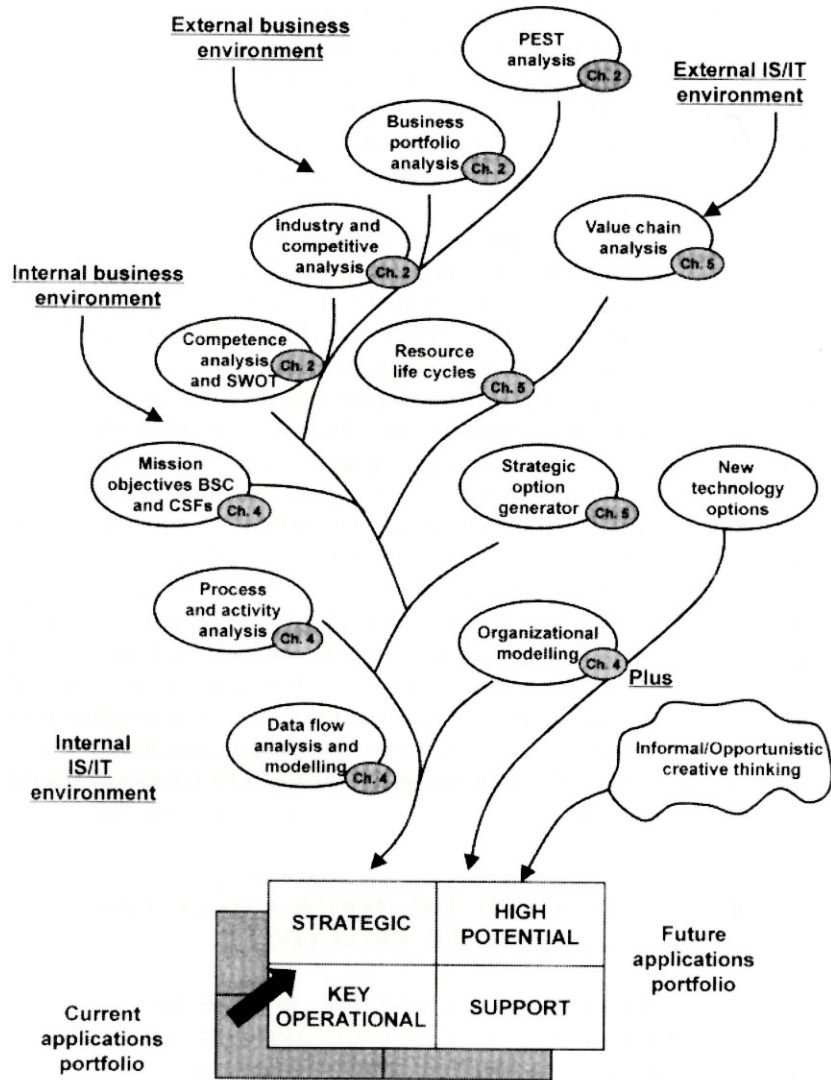 External business
environment
PEST
analysis
Ch. 2
External IS/IT
environment
Business
portfolio
analysis
Ch. 2
Industry and
competitive
analysis
Ch. 2
Value chain
analysis
Ch. 5
Internal business
environment
Competence
analysis
and SWOT
Ch. 2
Resource
life cycles
Ch. 5
Mission
objectives BSC
and CSFs
Ch. 4
Strategic
option
generator
Ch. 5
New
technology
options
Process
and activity
analysis
Ch. 4
Organizational
modelling
Ch. 4
Plus
Internal
IS/IT
environment
Data flow
analysis and
modelling
Ch. 4
Informal/Opportunistic
creative thinking
STRATEGIC
HIGH
POTENTIAL
KEY
OPERATIONAL
SUPPORT
Future
applications
portfolio
Current
applications
portfolio